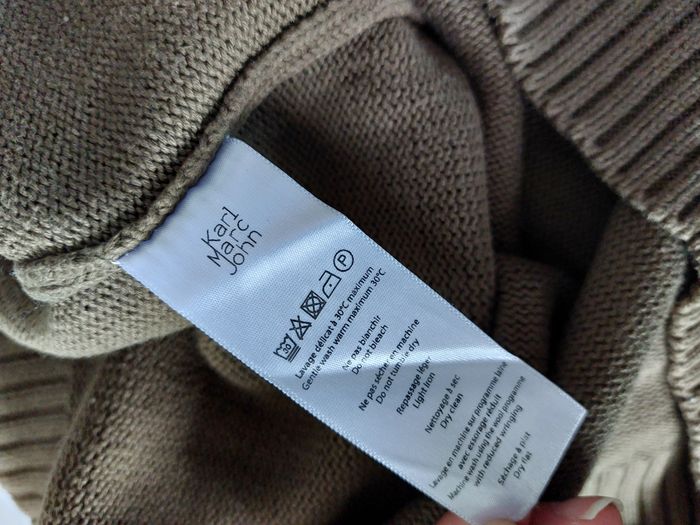 Karl
Marc
John
30
P
Lavage délicat à 30°C maximum
Gentle wash warm maximum 30°C
Ne pas blanchir
Do not bleach
Ne pas sécher en machine
Do not tumble dry
Repassage léger
Light Iron
Nettoyage à sec
Dry clean
Lavage en machine sur programme laine
avec essorage réduit
Machine wash using the wool programme
with reduced wringing
Séchage à plat
Dry flat